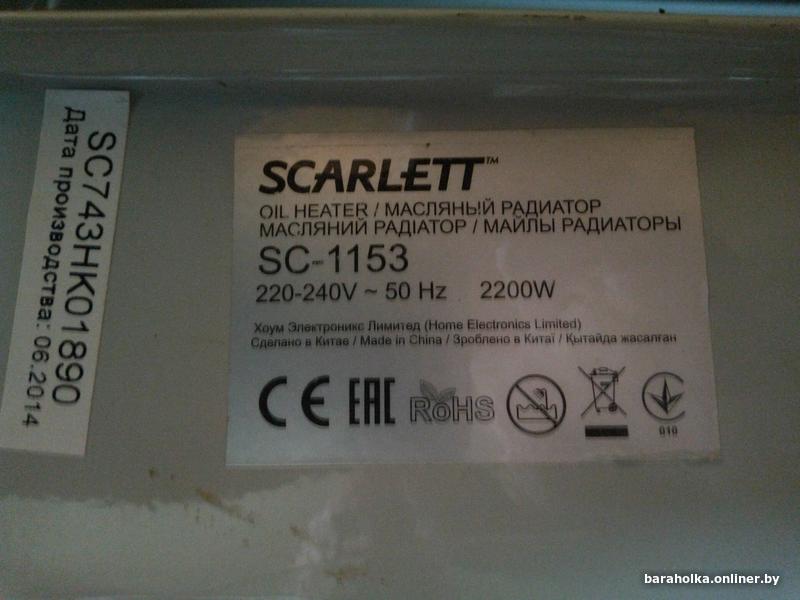 SC743HK01890
Дата производства: 06.2014
SCARLETT™
OIL HEATER / МАСЛЯНЫЙ РАДИАТОР
МАСЛЯНИЙ РАДІАТОР / МАЙЛЫ РАДИАТОРЫ
SC-1153
220-240V ~ 50 Hz 2200W
Хоум Электроникс Лимитед (Home Electronics Limited)
Сделано в Китае / Made in China / Зроблено в Китаї / Қытайда жасалған
CE EAC RoHS
010
baraholka.onliner.by